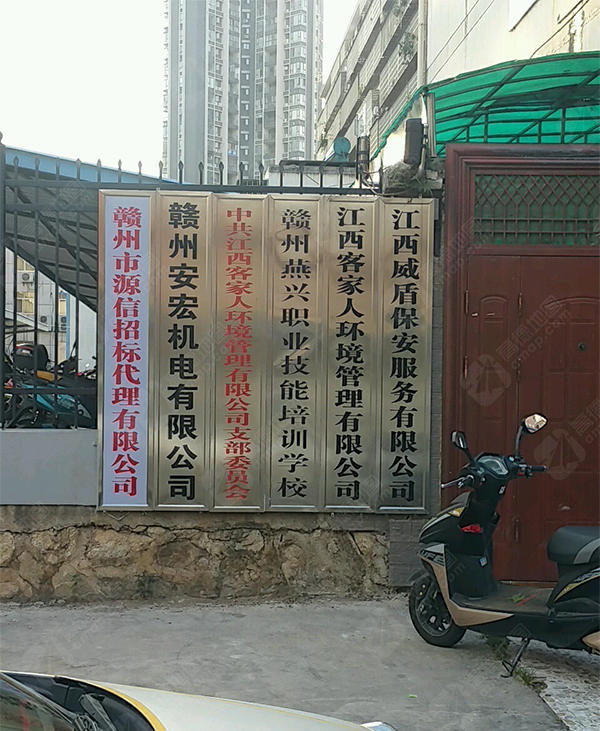 江西威盾保安服务有限公司
江西客家人环境管理有限公司
赣州燕兴职业技能培训学校
中共江西客家人环境管理有限公司支部委员会
赣州安宏机电有限公司
赣州市源信招标代理有限公司